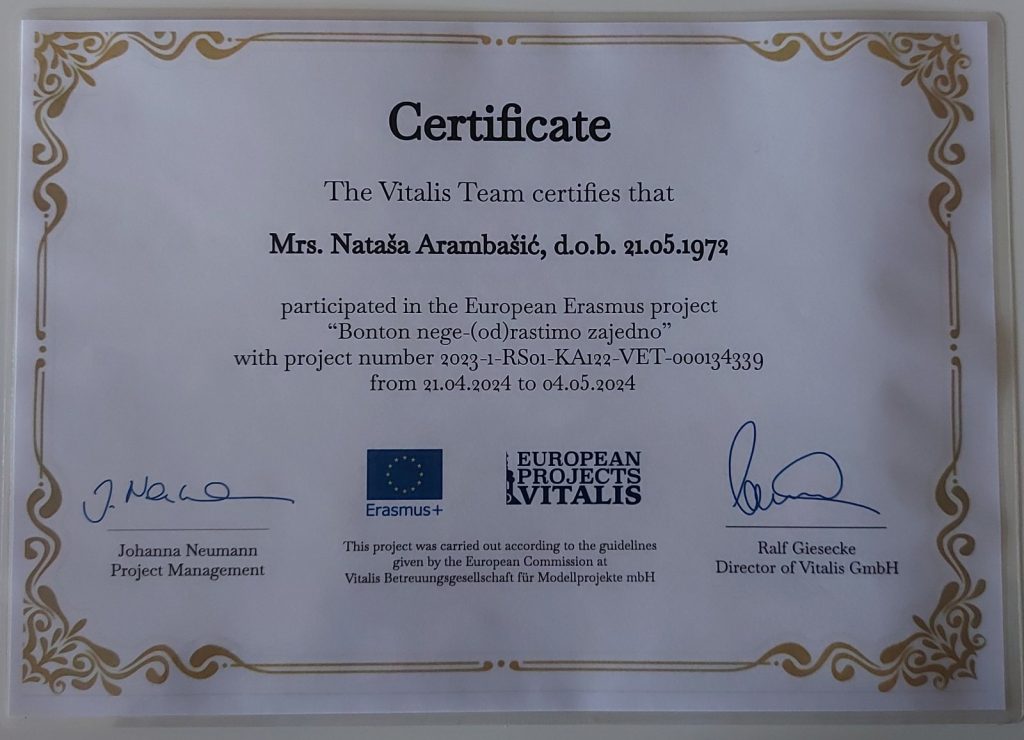 Certificate
The Vitalis Team certifies that
Mrs. Nataša Arambašić, d.o.b. 21.05.1972
participated in the European Erasmus project
“Bonton nege-(od)rastimo zajedno”
with project number 2023-1-RS01-KA122-VET-000134339
from 21.04.2024 to 04.05.2024
Erasmus+
EUROPEAN
PROJECTS
VITALIS
J. Neumann
Johanna Neumann
Project Management
This project was carried out according to the guidelines
given by the European Commission at
Vitalis Betreuungsgesellschaft für Modellprojekte mbH
Ralf Giesecke
Director of Vitalis GmbH